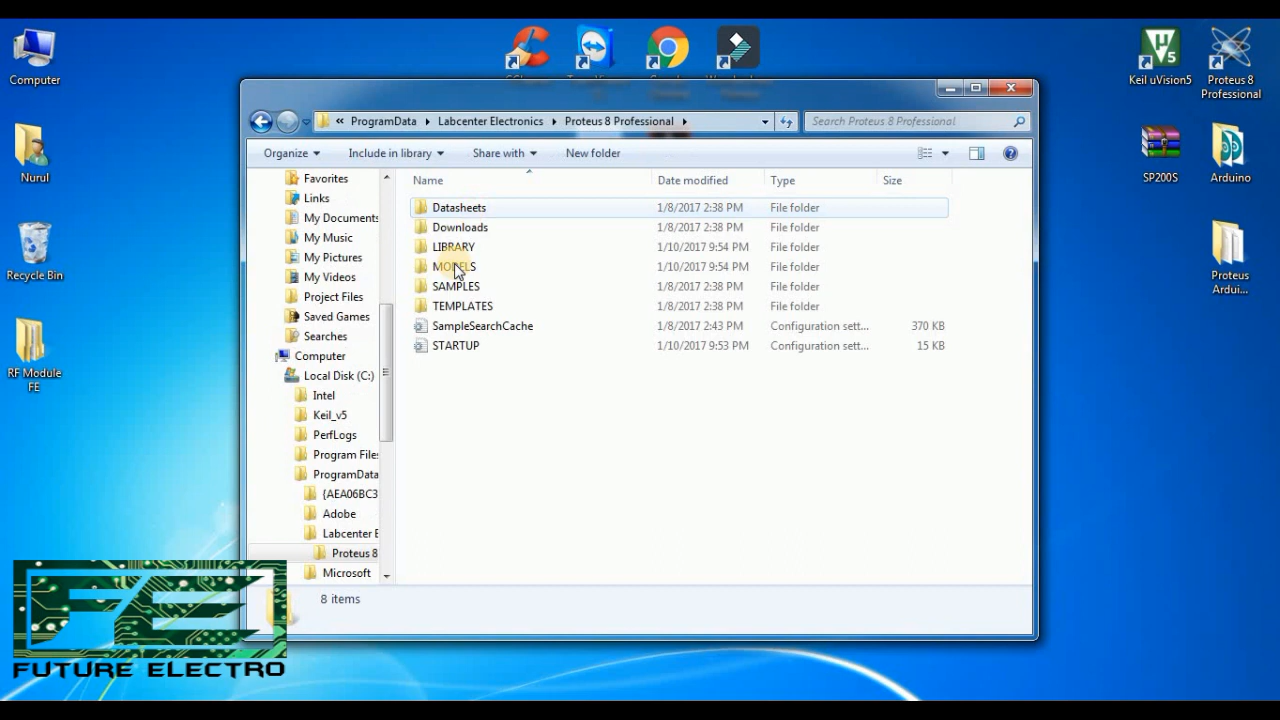 Computer
Keil uVision5
Proteus 8
Professional
Nurul
SP200S
Arduino
Recycle Bin
Proteus
Ardui...
RF Module
FE
« ProgramData Labcenter Electronics Proteus 8 Professional
Search Proteus 8 Professional
Organize Include in library Share with New folder
Favorites
Links
My Documents
My Music
My Pictures
My Videos
Project Files
Saved Games
Searches
Computer
Local Disk (C:)
Intel
Keil_v5
PerfLogs
Program Files
ProgramData
{AEA06BC3
Adobe
Labcenter E
Proteus 8
Microsoft
Name Date modified Type Size
Datasheets 1/8/2017 2:38 PM File folder
Downloads 1/8/2017 2:38 PM File folder
LIBRARY 1/10/2017 9:54 PM File folder
MODELS 1/10/2017 9:54 PM File folder
SAMPLES 1/8/2017 2:38 PM File folder
TEMPLATES 1/8/2017 2:38 PM File folder
SampleSearchCache 1/8/2017 2:43 PM Configuration sett... 370 KB
STARTUP 1/10/2017 9:53 PM Configuration sett... 15 KB
8 items
FE
FUTURE ELECTRO